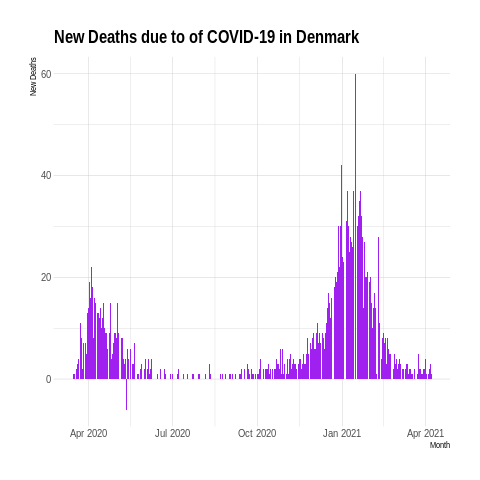 New Deaths due to of COVID-19 in Denmark
New Deaths
60
40
20
0
Apr 2020 Jul 2020 Oct 2020 Jan 2021 Apr 2021
Month